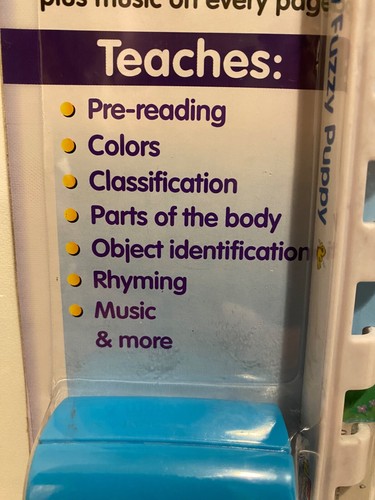 plus music on every page
Teaches:
Pre-reading
Colors
Classification
Parts of the body
Object identification
Rhyming
Music
& more
Fuzzy Puppy